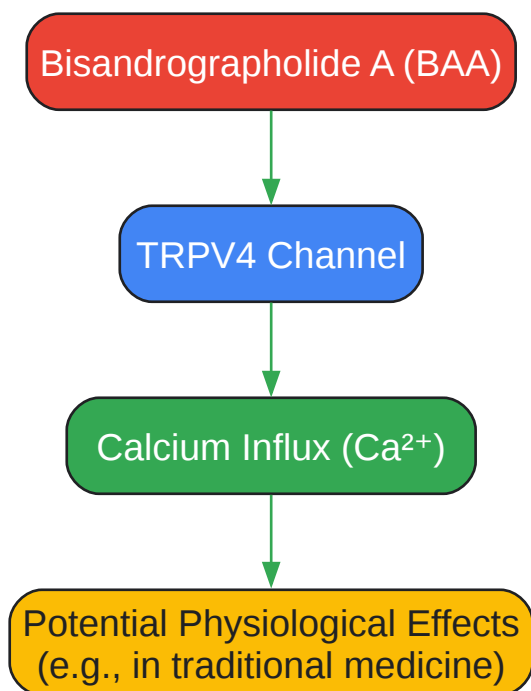 Bisandrographolide A (BAA)
TRPV4 Channel
Calcium Influx (Ca²⁺)
Potential Physiological Effects
(e.g., in traditional medicine)